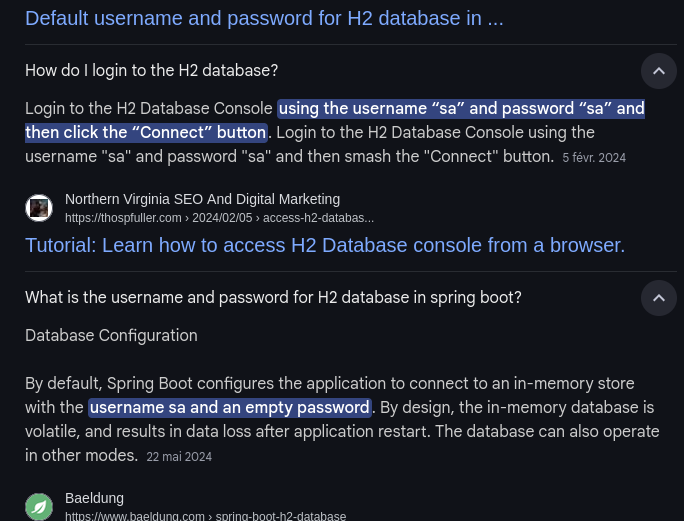 Default username and password for H2 database in ...
How do I login to the H2 database?
Login to the H2 Database Console using the username “sa” and password “sa” and
then click the “Connect” button. Login to the H2 Database Console using the
username "sa" and password "sa" and then smash the "Connect" button. 5 févr. 2024
Northern Virginia SEO And Digital Marketing
https://thospfuller.com › 2024/02/05 › access-h2-databas...
Tutorial: Learn how to access H2 Database console from a browser.
What is the username and password for H2 database in spring boot?
Database Configuration
By default, Spring Boot configures the application to connect to an in-memory store
with the username sa and an empty password. By design, the in-memory database is
volatile, and results in data loss after application restart. The database can also operate
in other modes. 22 mai 2024
Baeldung
https://www.baeldung.com › spring-boot-h2-database